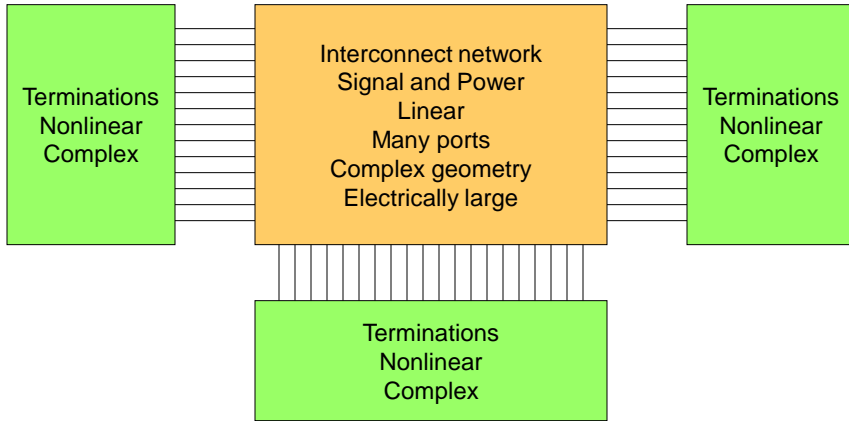 Terminations
Nonlinear
Complex
Interconnect network
Signal and Power
Linear
Many ports
Complex geometry
Electrically large
Terminations
Nonlinear
Complex
Terminations
Nonlinear
Complex